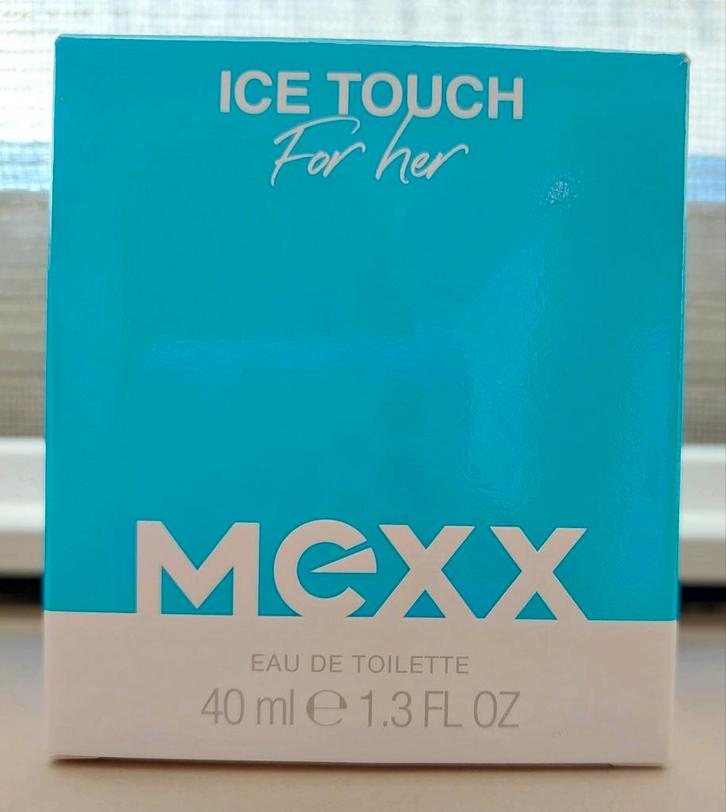 ICE TOUCH
For her
Mexx
EAU DE TOILETTE
40 ml ℮ 1.3 FL OZ